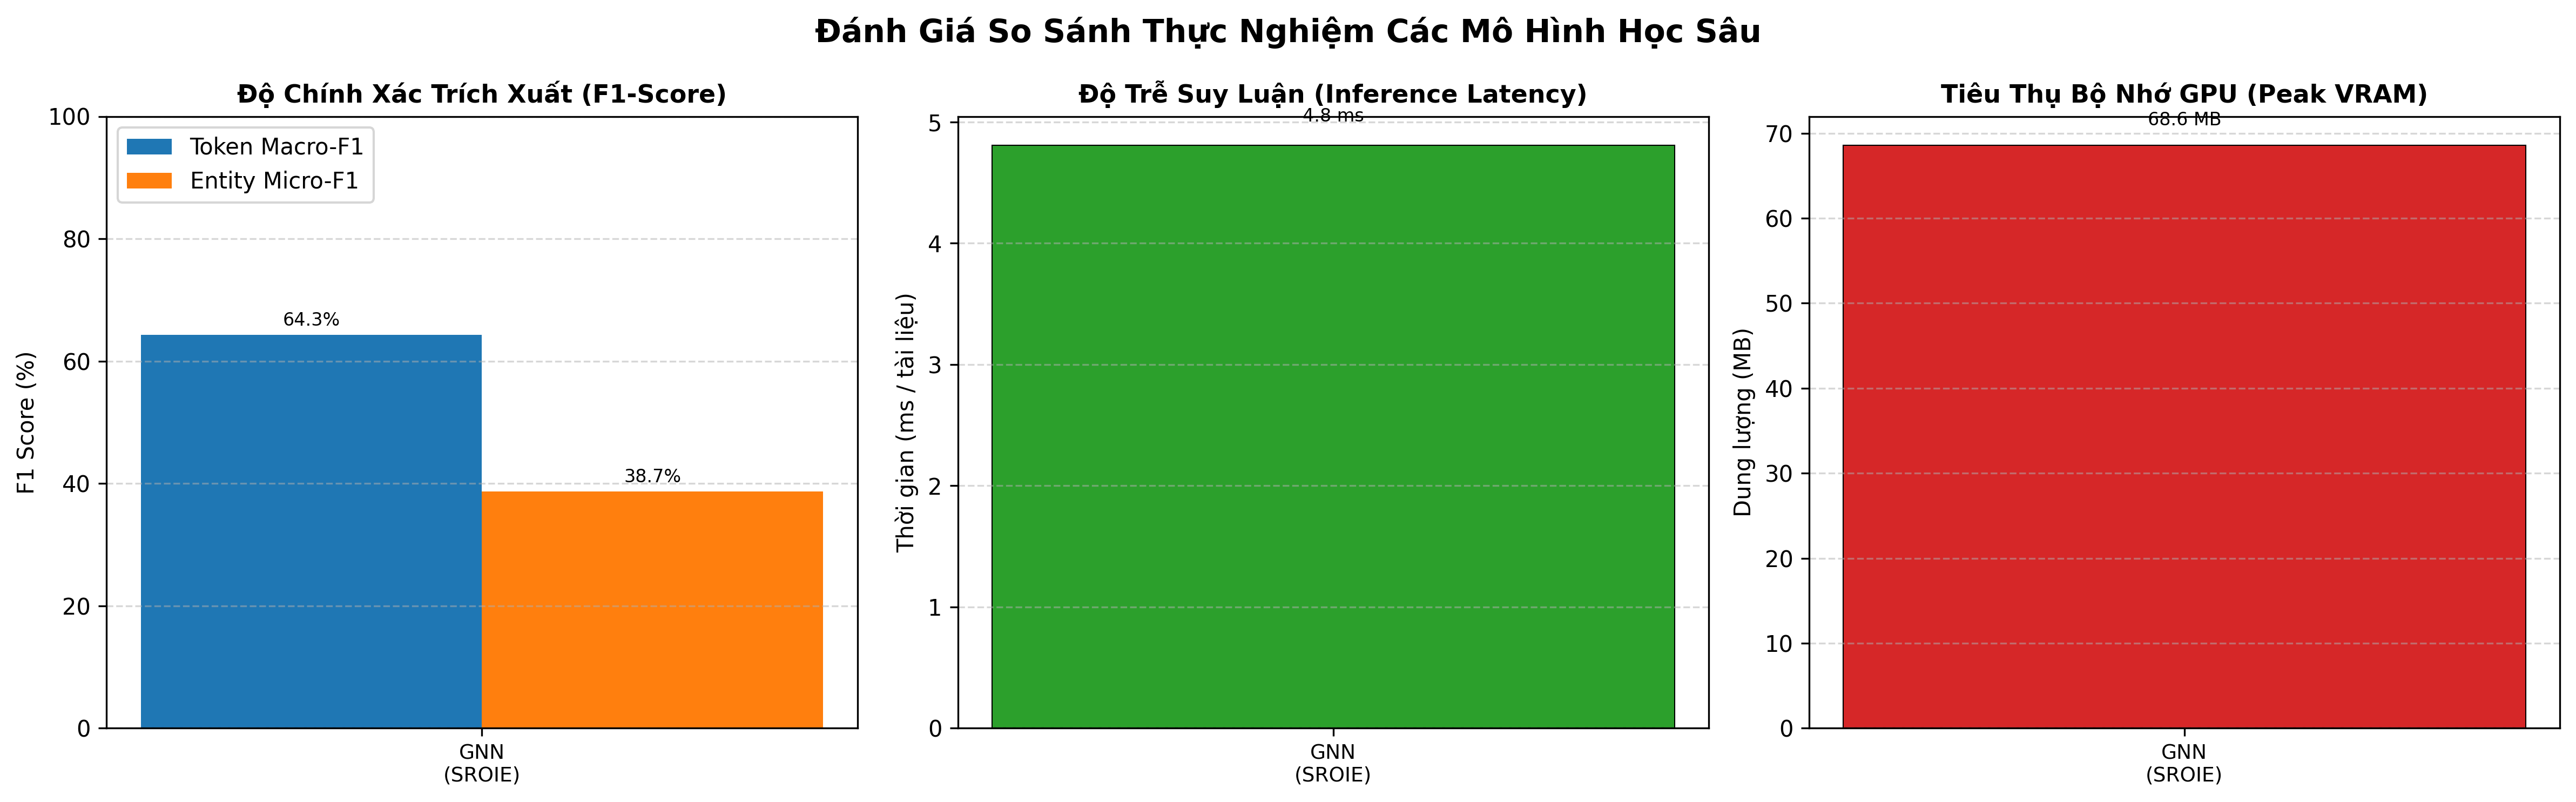 Đánh Giá So Sánh Thực Nghiệm Các Mô Hình Học Sâu
Độ Chính Xác Trích Xuất (F1-Score)
F1 Score (%)
100
80
60
40
20
0
Token Macro-F1
Entity Micro-F1
64.3%
38.7%
GNN
(SROIE)
Độ Trễ Suy Luận (Inference Latency)
Thời gian (ms / tài liệu)
5
4
3
2
1
0
4.8 ms
GNN
(SROIE)
Tiêu Thụ Bộ Nhớ GPU (Peak VRAM)
Dung lượng (MB)
70
60
50
40
30
20
10
0
68.6 MB
GNN
(SROIE)